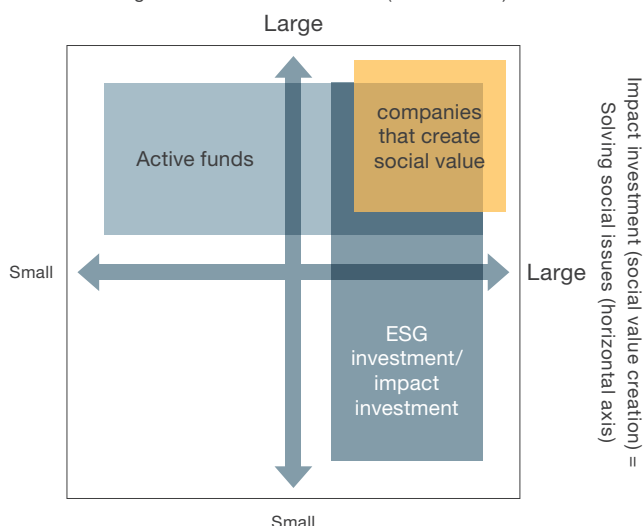 Large
companies
that create
social value
Active funds
Small
Large
ESG
investment/
impact
investment
Small
Impact investment (social value creation) =
Solving social issues (horizontal axis)